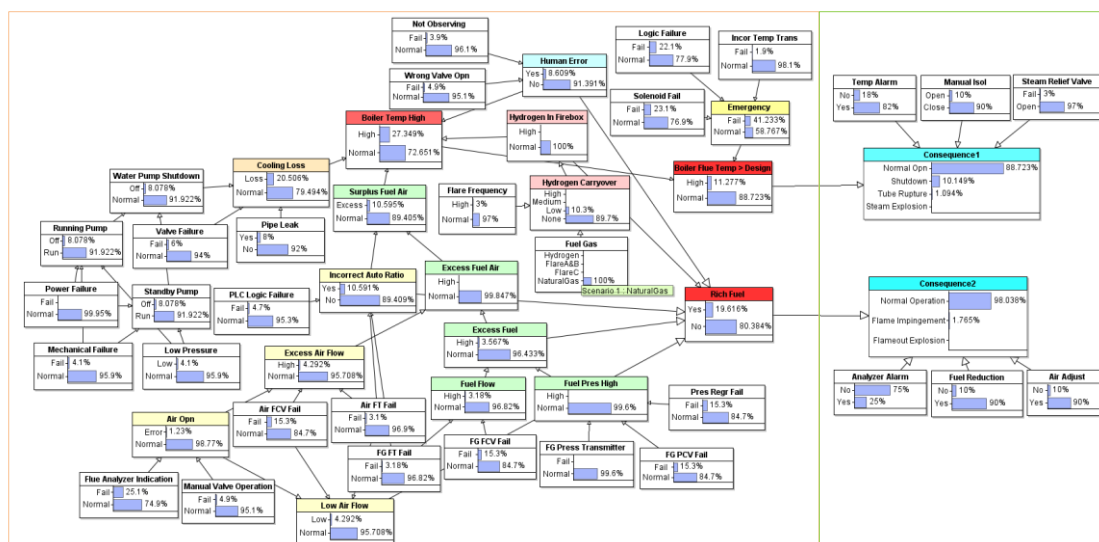 Not Observing
Fail 3.9%
Normal 96.1%
Wrong Valve Opn
Fail 4.9%
Normal 95.1%
Human Error
Yes 8.609%
No 91.391%
Logic Failure
Fail 22.1%
Normal 77.9%
Incor Temp Trans
Fail 1.9%
Normal 98.1%
Solenoid Fail
Fail 23.1%
Normal 76.9%
Emergency
Fail 41.233%
Normal 58.767%
Temp Alarm
No 18%
Yes 82%
Manual Isol
Open 10%
Close 90%
Steam Relief Valve
Fail 3%
Open 97%
Boiler Temp High
High 27.349%
Normal 72.651%
Hydrogen In Firebox
High
Normal 100%
Cooling Loss
Loss 20.506%
Normal 79.494%
Boiler Flue Temp > Design
High 11.277%
Normal 88.723%
Consequence1
Normal Opn 88.723%
Shutdown 10.149%
Tube Rupture 1.094%
Steam Explosion
Water Pump Shutdown
Off 8.078%
Normal 91.922%
Surplus Fuel Air
Excess 10.595%
Normal 89.405%
Flare Frequency
High 3%
Normal 97%
Hydrogen Carryover
High
Medium
Low 10.3%
None 89.7%
Running Pump
Off 8.078%
Run 91.922%
Valve Failure
Fail 6%
Normal 94%
Pipe Leak
Yes 8%
No 92%
Fuel Gas
Hydrogen
FlareA&B
FlareC
NaturalGas 100%
Scenario 1 : NaturalGas
Incorrect Auto Ratio
Yes 10.591%
No 89.409%
Excess Fuel Air
High
Normal 99.847%
Power Failure
Fail
Normal 99.95%
Standby Pump
Off 8.078%
Run 91.922%
PLC Logic Failure
Fail 4.7%
Normal 95.3%
Rich Fuel
Yes 19.616%
No 80.384%
Consequence2
Normal Operation 98.038%
Flame Impingement 1.765%
Flameout Explosion
Excess Fuel
High 3.567%
Normal 96.433%
Mechanical Failure
Fail 4.1%
Normal 95.9%
Low Pressure
Low 4.1%
Normal 95.9%
Excess Air Flow
High 4.292%
Normal 95.708%
Analyzer Alarm
No 75%
Yes 25%
Fuel Reduction
No 10%
Yes 90%
Air Adjust
No 10%
Yes 90%
Fuel Flow
High 3.18%
Normal 96.82%
Fuel Pres High
High
Normal 99.6%
Pres Regr Fail
Fail 15.3%
Normal 84.7%
Air Opn
Error 1.23%
Normal 98.77%
Air FCV Fail
Fail 15.3%
Normal 84.7%
Air FT Fail
Fail 3.1%
Normal 96.9%
FG FT Fail
Fail 3.18%
Normal 96.82%
FG FCV Fail
Fail 15.3%
Normal 84.7%
FG Press Transmitter
Fail
Normal 99.6%
FG PCV Fail
Fail 15.3%
Normal 84.7%
Flue Analyzer Indication
Fail 25.1%
Normal 74.9%
Manual Valve Operation
Fail 4.9%
Normal 95.1%
Low Air Flow
Low 4.292%
Normal 95.708%